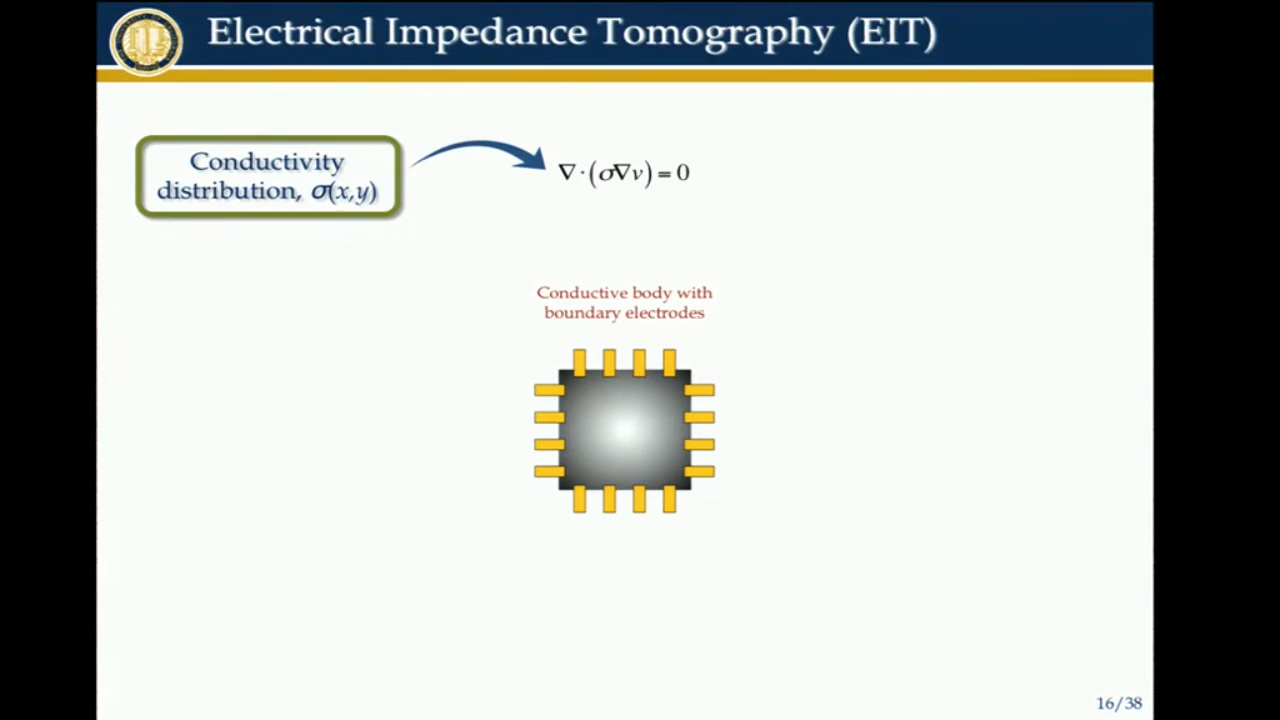 Electrical Impedance Tomography (EIT)
Conductivity
distribution, σ(x,y)
∇·(σ∇v)=0
Conductive body with
boundary electrodes
16/38